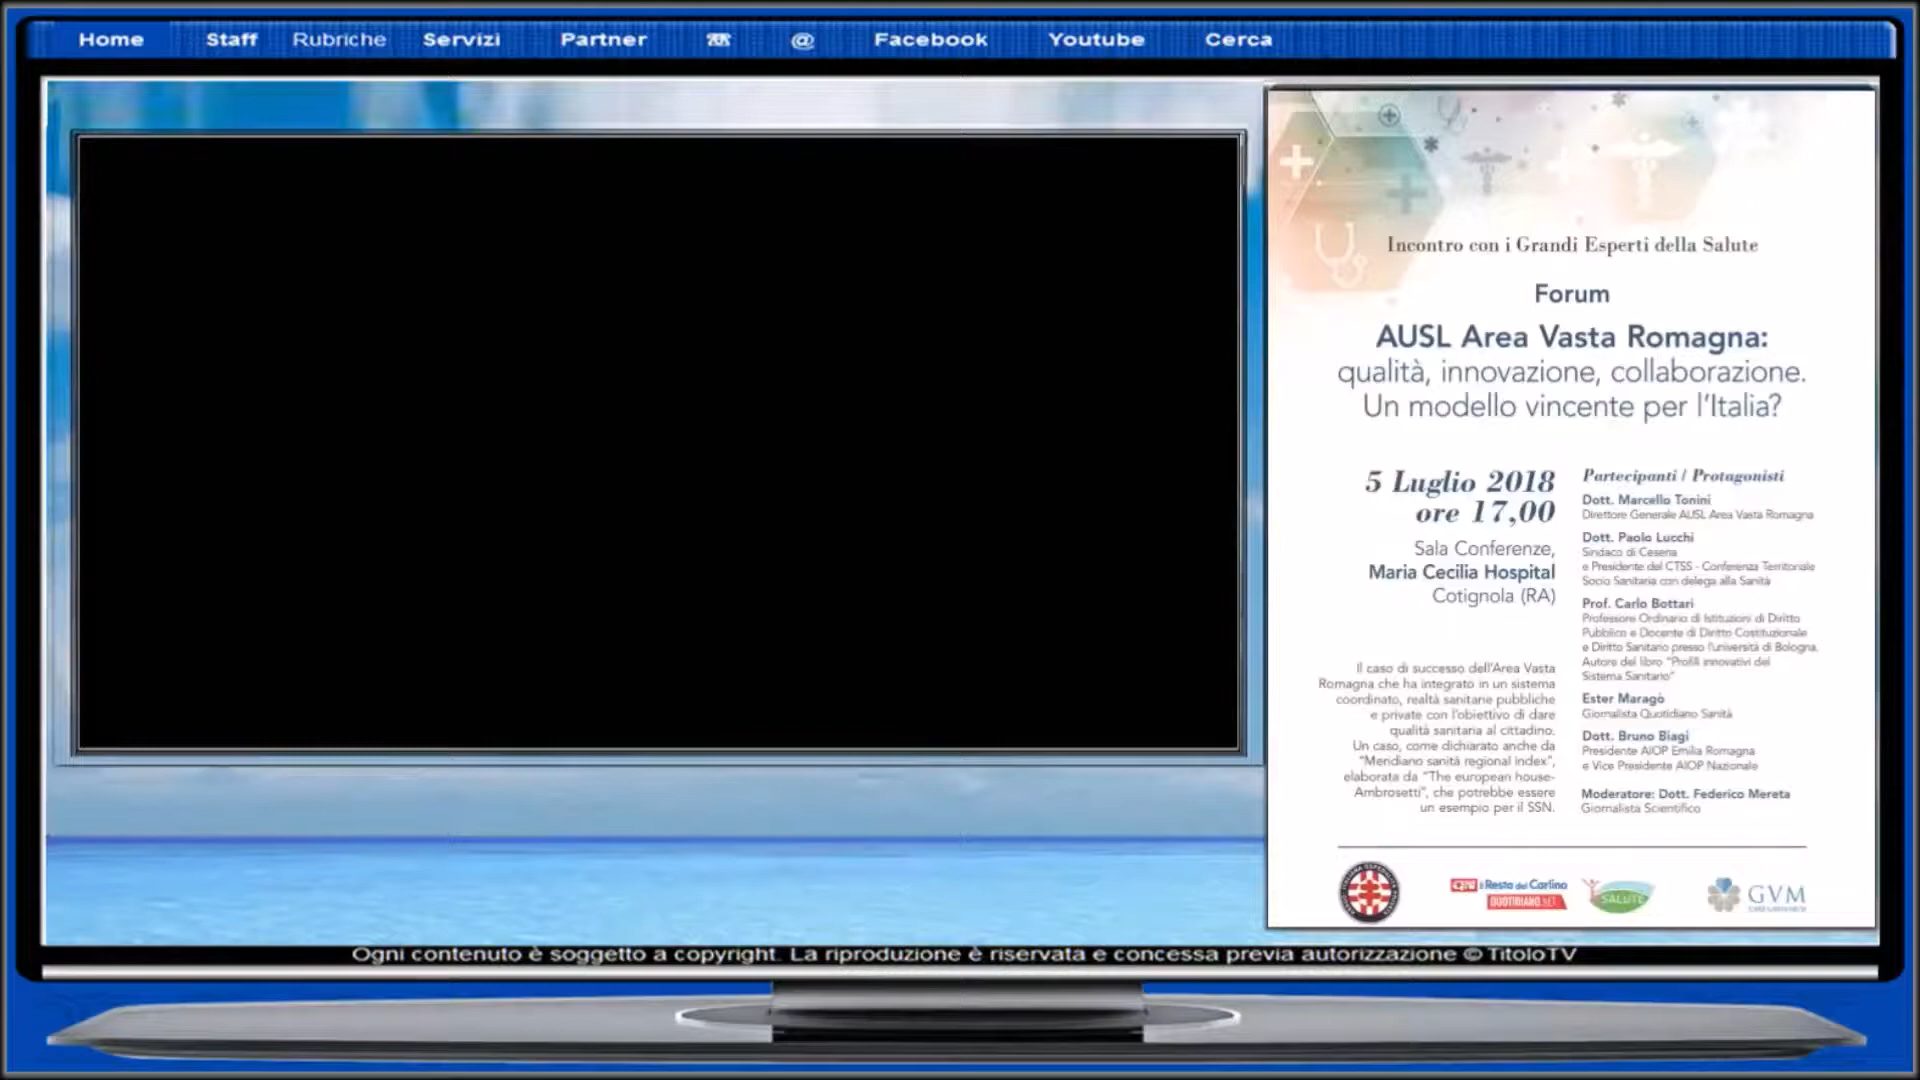 Home Staff Rubriche Servizi Partner ☎ @ Facebook Youtube Cerca
Incontro con i Grandi Esperti della Salute
Forum
AUSL Area Vasta Romagna:
qualità, innovazione, collaborazione.
Un modello vincente per l'Italia?
5 Luglio 2018
ore 17,00
Sala Conferenze,
Maria Cecilia Hospital
Cotignola (RA)
Il caso di successo dell'Area Vasta
Romagna che ha integrato in un sistema
coordinato, realtà sanitarie pubbliche
e private con l'obiettivo di dare
qualità sanitaria al cittadino.
Un caso, come dichiarato anche da
"Meridiano sanità regional index",
elaborata da "The european house-
Ambrosetti", che potrebbe essere
un esempio per il SSN.
Partecipanti / Protagonisti
Dott. Marcello Tonini
Direttore Generale AUSL Area Vasta Romagna
Dott. Paolo Lucchi
Sindaco di Cesena
e Presidente del CTSS - Conferenza Territoriale
Socio Sanitaria con delega alla Sanità
Prof. Carlo Bottari
Professore Ordinario di Istituzioni di Diritto
Pubblico e Docente di Diritto Costituzionale
e Diritto Sanitario presso l'università di Bologna.
Autore del libro "Profili innovativi del
Sistema Sanitario"
Ester Maragò
Giornalista Quotidiano Sanità
Dott. Bruno Biagi
Presidente AIOP Emilia Romagna
e Vice Presidente AIOP Nazionale
Moderatore: Dott. Federico Mereta
Giornalista Scientifico
QN il Resto del Carlino
QUOTIDIANO.NET
SALUTE
GVM
Ogni contenuto è soggetto a copyright. La riproduzione è riservata e concessa previa autorizzazione © TitoloTV